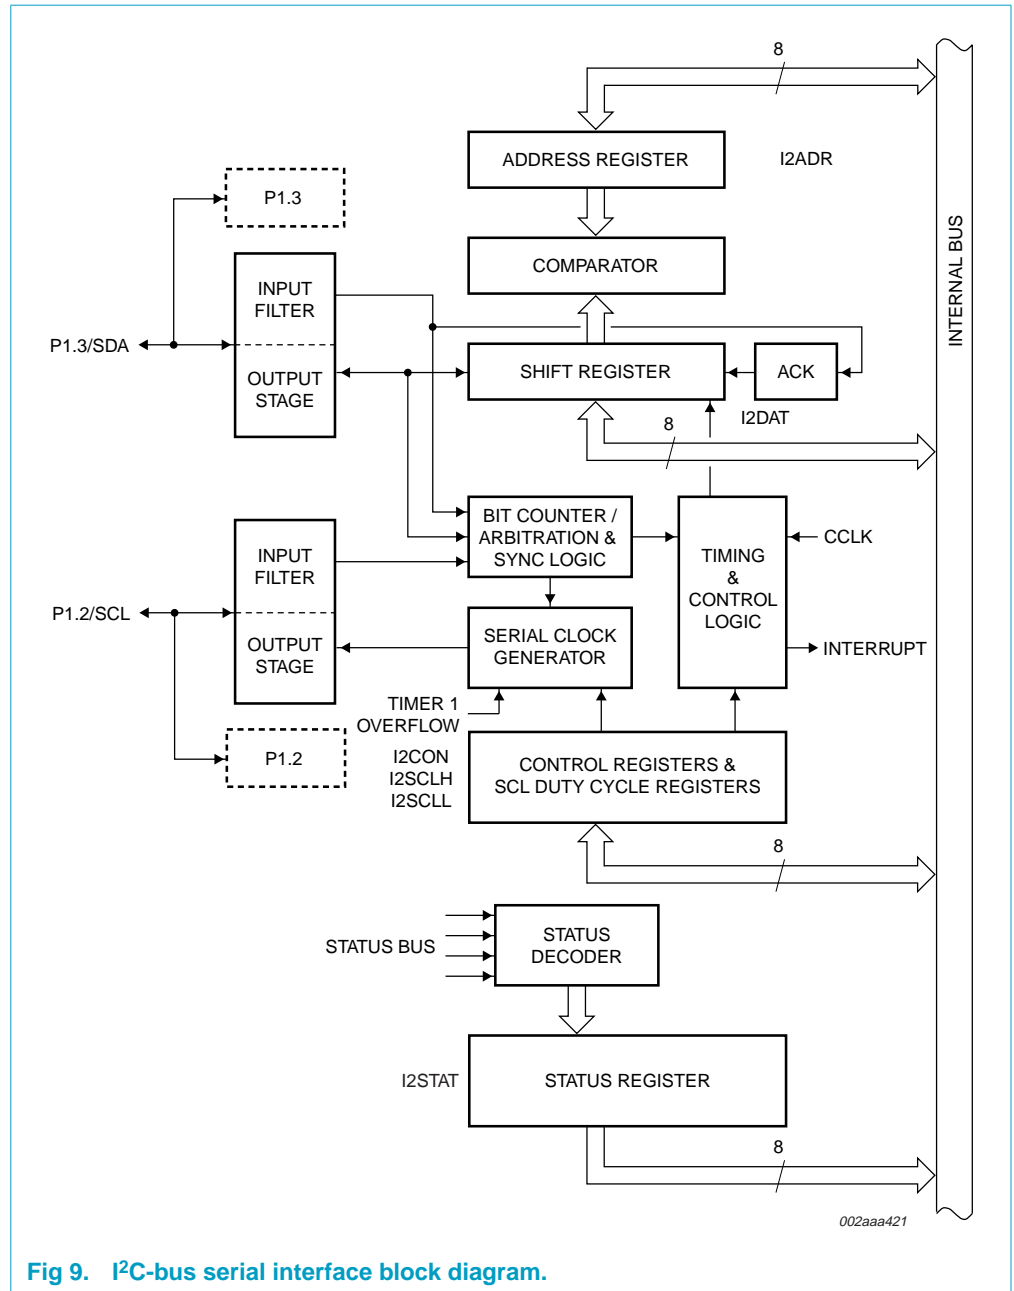 8
ADDRESS REGISTER
I2ADR
P1.3
COMPARATOR
INTERNAL BUS
INPUT
FILTER
P1.3/SDA
OUTPUT
STAGE
SHIFT REGISTER
ACK
I2DAT
8
BIT COUNTER /
ARBITRATION &
SYNC LOGIC
INPUT
FILTER
P1.2/SCL
OUTPUT
STAGE
TIMING
&
CONTROL
LOGIC
CCLK
INTERRUPT
SERIAL CLOCK
GENERATOR
TIMER 1
OVERFLOW
P1.2
I2CON
I2SCLH
I2SCLL
CONTROL REGISTERS &
SCL DUTY CYCLE REGISTERS
8
STATUS BUS
STATUS
DECODER
I2STAT
STATUS REGISTER
8
002aaa421
Fig 9. I2C-bus serial interface block diagram.